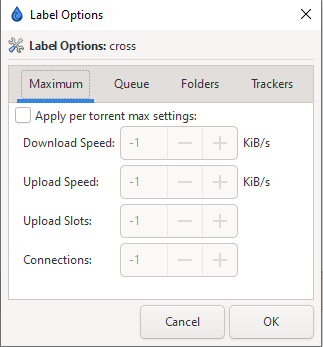 Label Options
Label Options: cross
Maximum Queue Folders Trackers
Apply per torrent max settings:
Download Speed: -1 KiB/s
Upload Speed: -1 KiB/s
Upload Slots: -1
Connections: -1
Cancel OK